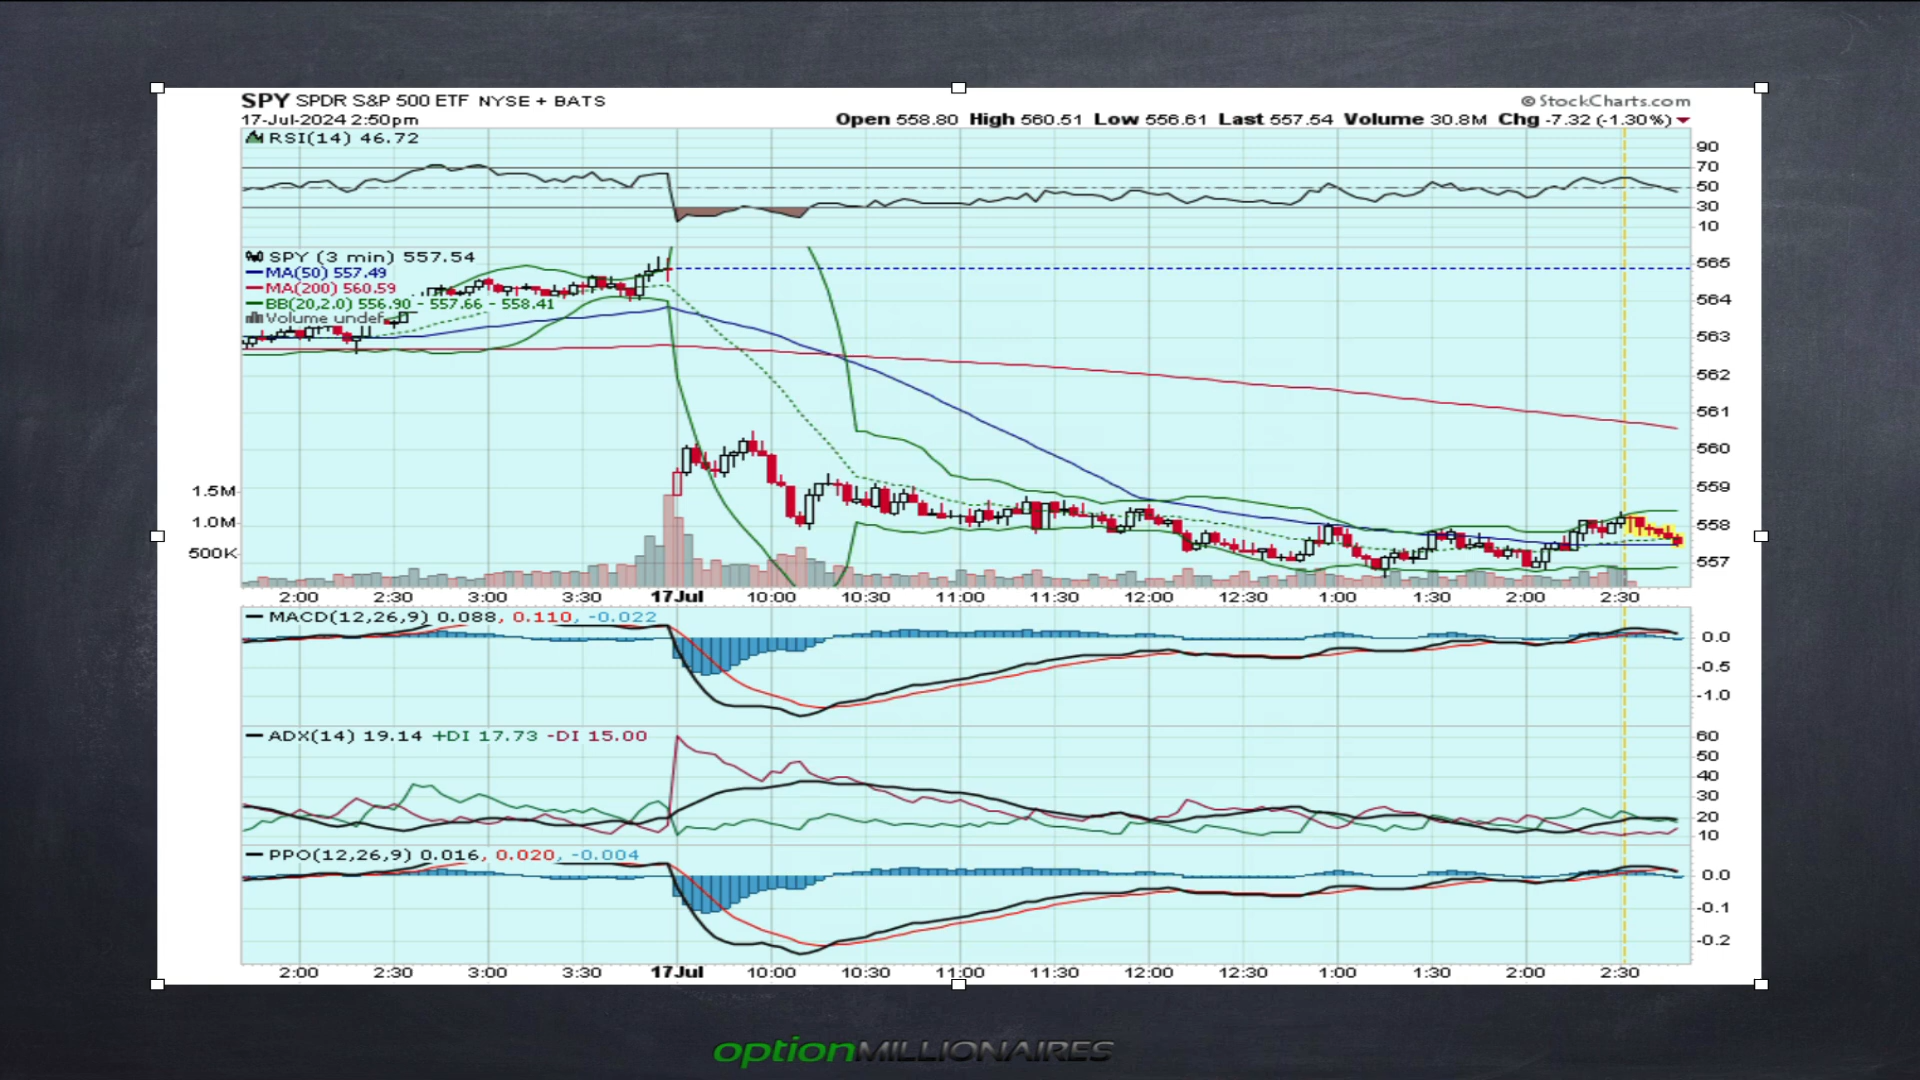 SPY SPDR S&P 500 ETF NYSE + BATS
© StockCharts.com
17-Jul-2024 2:50pm
Open 558.80 High 560.51 Low 556.61 Last 557.54 Volume 30.8M Chg -7.32 (-1.30%)
RSI(14) 46.72
90
70
50
30
10
SPY (3 min) 557.54
MA(50) 557.49
MA(200) 560.59
BB(20,2.0) 556.90 - 557.66 - 558.41
Volume undef
565
564
563
562
561
560
559
558
557
1.5M
1.0M
500K
2:00 2:30 3:00 3:30 17Jul 10:00 10:30 11:00 11:30 12:00 12:30 1:00 1:30 2:00 2:30
MACD(12,26,9) 0.088, 0.110, -0.022
0.0
-0.5
-1.0
ADX(14) 19.14 +DI 17.73 -DI 15.00
60
50
40
30
20
10
PPO(12,26,9) 0.016, 0.020, -0.004
0.0
-0.1
-0.2
2:00 2:30 3:00 3:30 17Jul 10:00 10:30 11:00 11:30 12:00 12:30 1:00 1:30 2:00 2:30
optionMILLIONAIRES